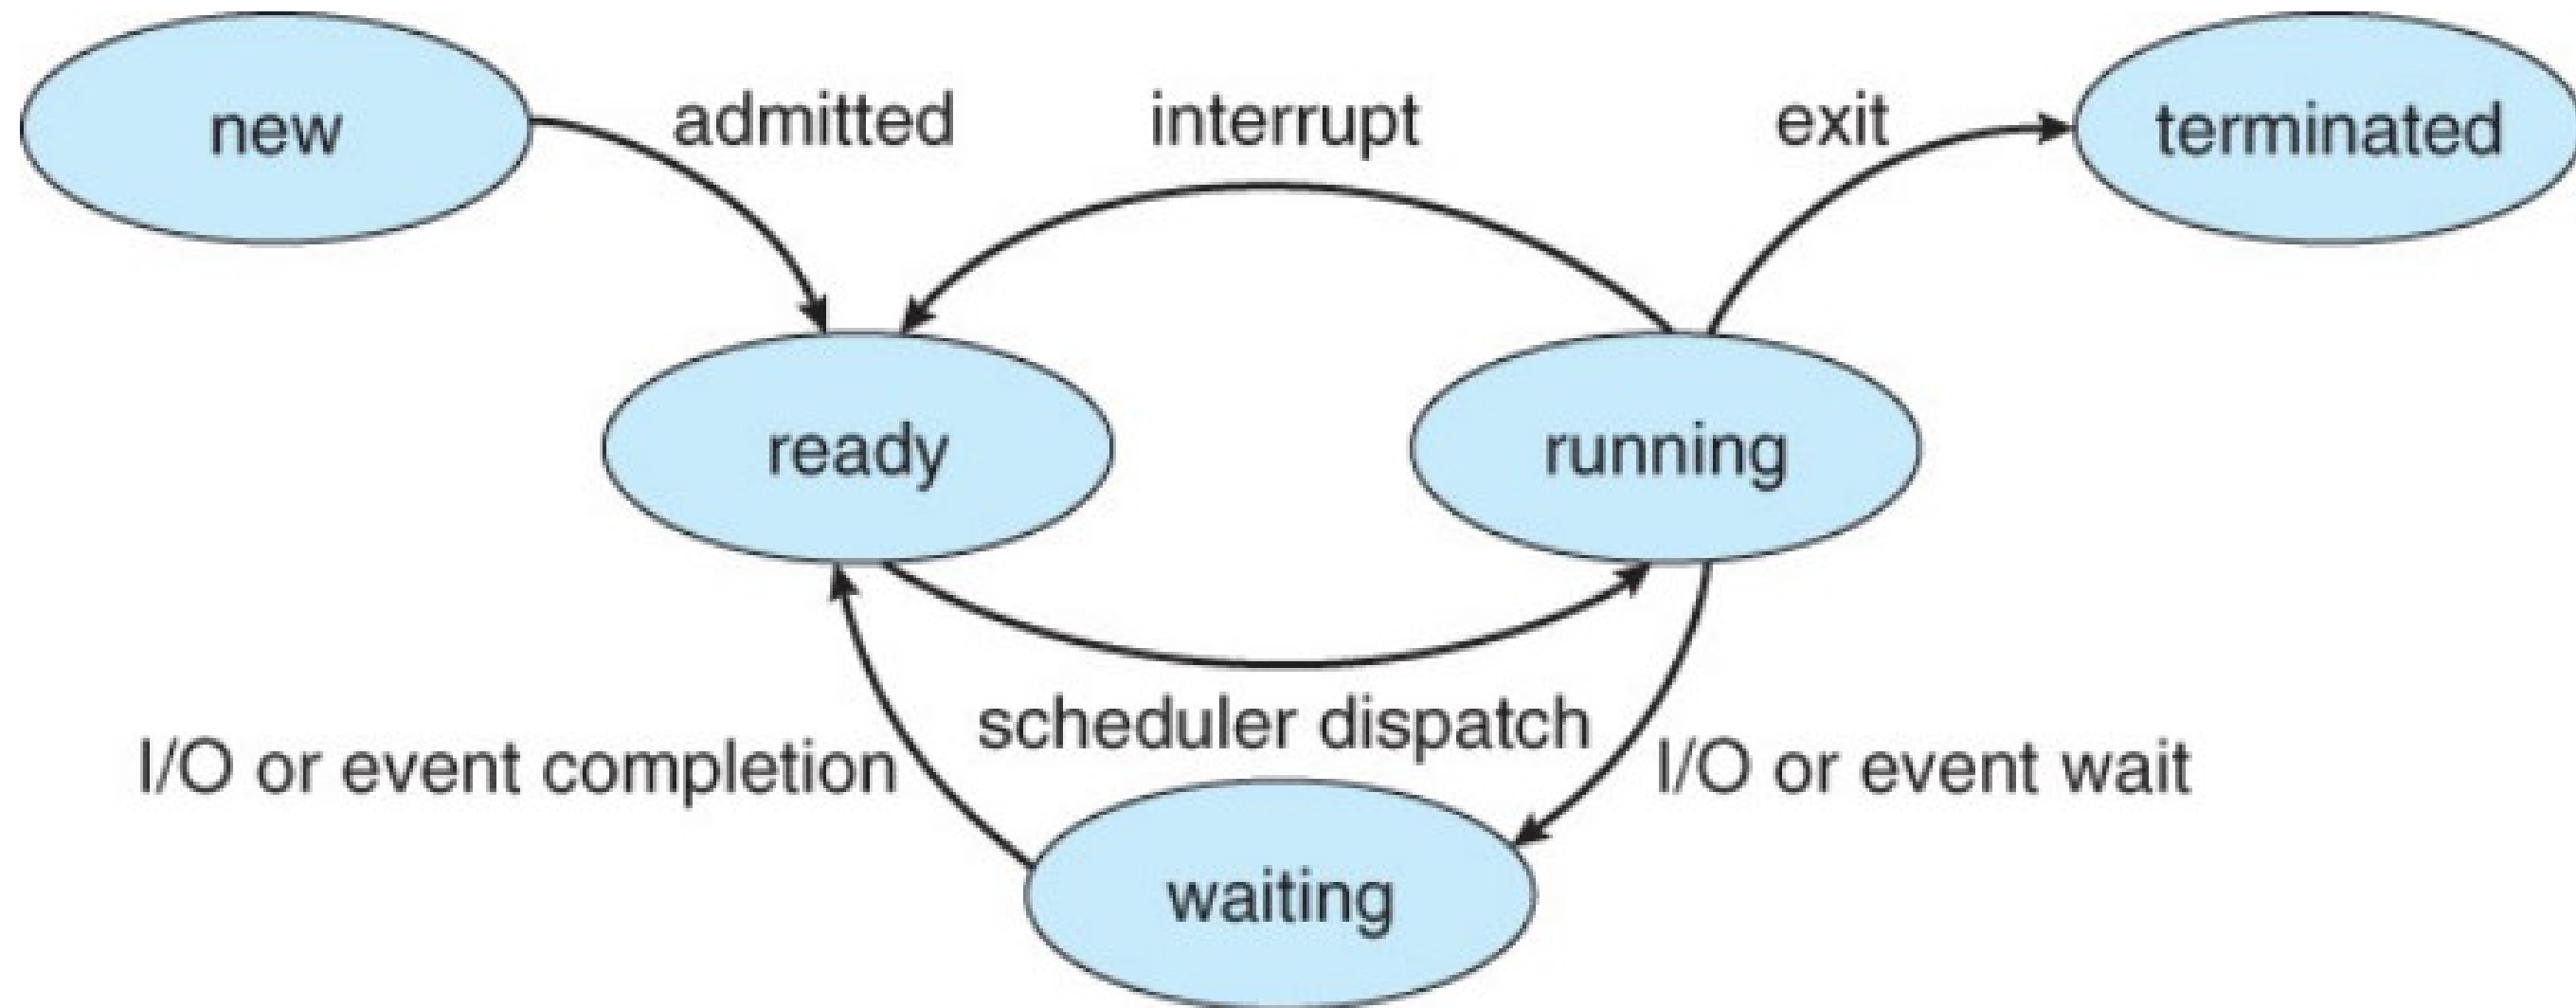 new
admitted
interrupt
exit
terminated
ready
running
scheduler dispatch
I/O or event completion
I/O or event wait
waiting